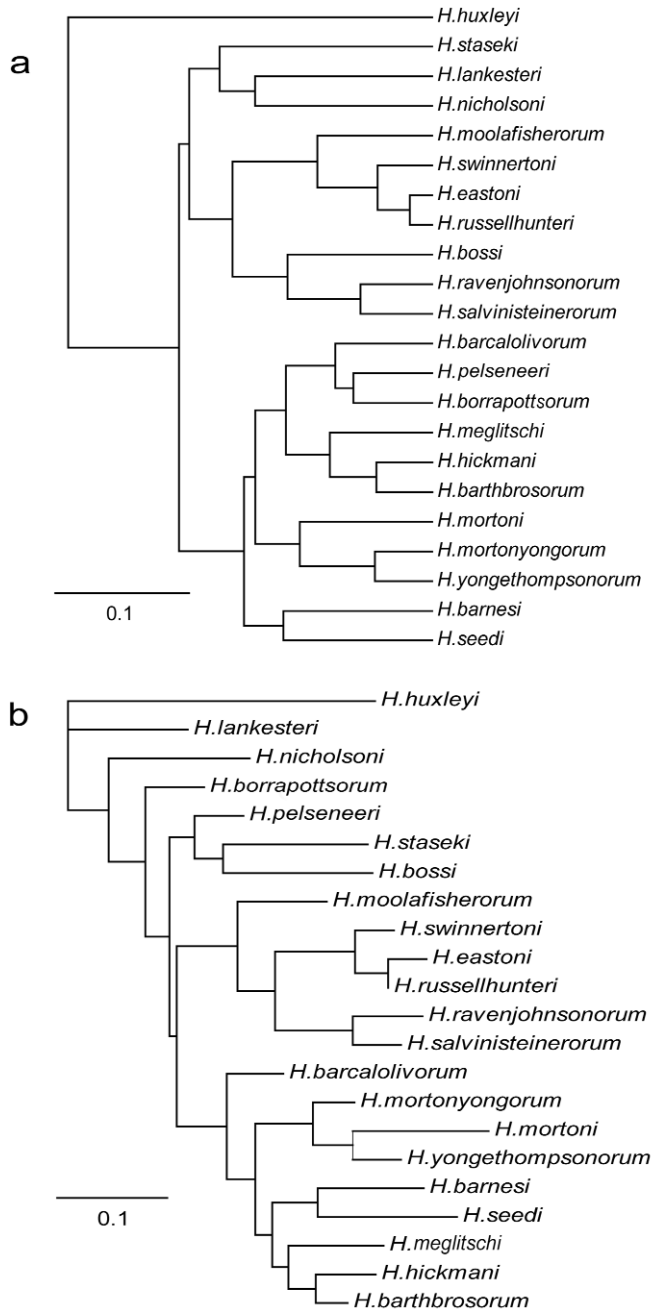 a
H.huxleyi
H.staseki
H.lankesteri
H.nicholsoni
H.moolafisherorum
H.swinnertoni
H.eastoni
H.russellhunteri
H.bossi
H.ravenjohnsonorum
H.salvinisteinerorum
H.barcalolivorum
H.pelseneeri
H.borrapottsorum
H.meglitschi
H.hickmani
H.barthbrosorum
H.mortoni
H.mortonyongorum
H.yongethompsonorum
H.barnesi
H.seedi
0.1
b
H.huxleyi
H.lankesteri
H.nicholsoni
H.borrapottsorum
H.pelseneeri
H.staseki
H.bossi
H.moolafisherorum
H.swinnertoni
H.eastoni
H.russellhunteri
H.ravenjohnsonorum
H.salvinisteinerorum
H.barcalolivorum
H.mortonyongorum
H.mortoni
H.yongethompsonorum
H.barnesi
H.seedi
H.meglitschi
H.hickmani
H.barthbrosorum
0.1